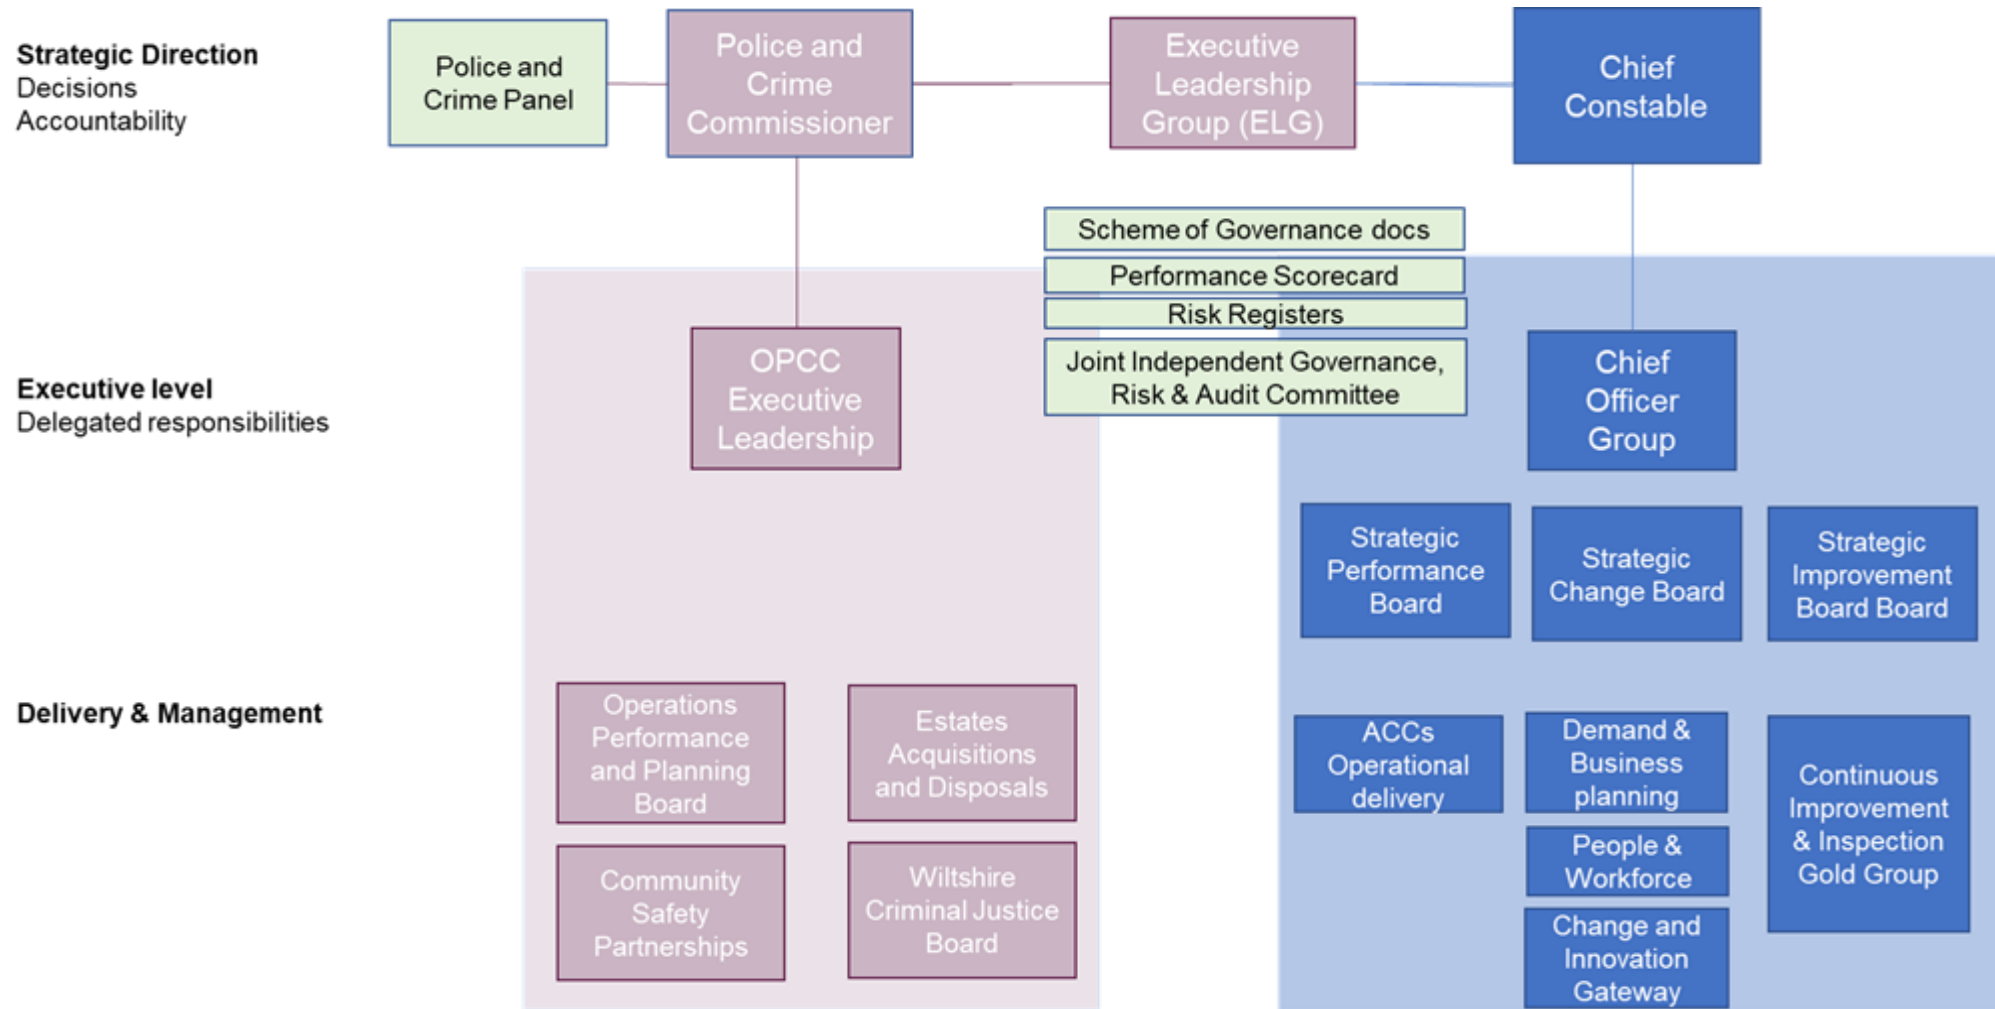 Strategic Direction
Decisions
Accountability
Police and
Crime Panel
Police and
Crime
Commissioner
Executive
Leadership
Group (ELG)
Chief
Constable
Scheme of Governance docs
Performance Scorecard
Risk Registers
Joint Independent Governance,
Risk & Audit Committee
Executive level
Delegated responsibilities
OPCC
Executive
Leadership
Chief
Officer
Group
Strategic
Performance
Board
Strategic
Change Board
Strategic
Improvement
Board Board
Delivery & Management
Operations
Performance
and Planning
Board
Estates
Acquisitions
and Disposals
Community
Safety
Partnerships
Wiltshire
Criminal Justice
Board
ACCs
Operational
delivery
Demand &
Business
planning
People &
Workforce
Change and
Innovation
Gateway
Continuous
Improvement
& Inspection
Gold Group